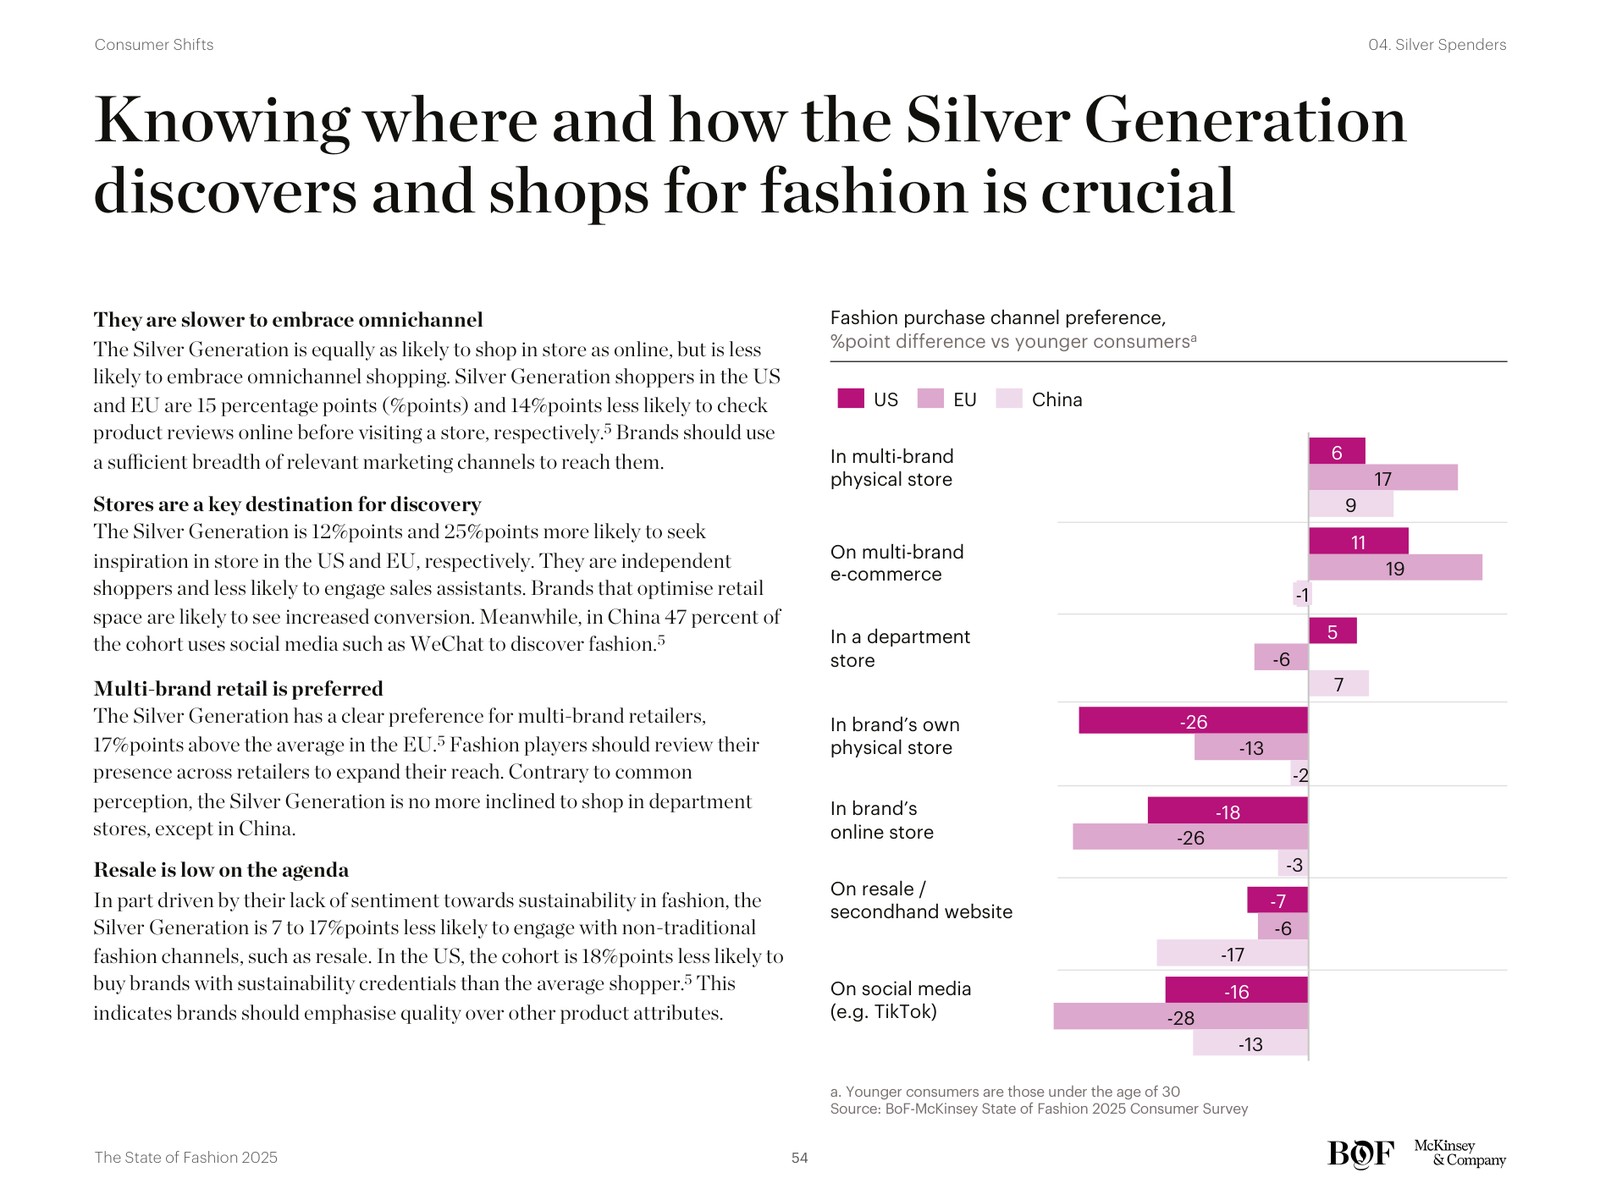 Consumer Shifts
04. Silver Spenders
Knowing where and how the Silver Generation
discovers and shops for fashion is crucial
They are slower to embrace omnichannel
The Silver Generation is equally as likely to shop in store as online, but is less
likely to embrace omnichannel shopping. Silver Generation shoppers in the US
and EU are 15 percentage points (%points) and 14%points less likely to check
product reviews online before visiting a store, respectively.⁵ Brands should use
a sufficient breadth of relevant marketing channels to reach them.
Stores are a key destination for discovery
The Silver Generation is 12%points and 25%points more likely to seek
inspiration in store in the US and EU, respectively. They are independent
shoppers and less likely to engage sales assistants. Brands that optimise retail
space are likely to see increased conversion. Meanwhile, in China 47 percent of
the cohort uses social media such as WeChat to discover fashion.⁵
Multi-brand retail is preferred
The Silver Generation has a clear preference for multi-brand retailers,
17%points above the average in the EU.⁵ Fashion players should review their
presence across retailers to expand their reach. Contrary to common
perception, the Silver Generation is no more inclined to shop in department
stores, except in China.
Resale is low on the agenda
In part driven by their lack of sentiment towards sustainability in fashion, the
Silver Generation is 7 to 17%points less likely to engage with non-traditional
fashion channels, such as resale. In the US, the cohort is 18%points less likely to
buy brands with sustainability credentials than the average shopper.⁵ This
indicates brands should emphasise quality over other product attributes.
Fashion purchase channel preference,
%point difference vs younger consumersᵃ
US EU China
In multi-brand
physical store
6
17
9
On multi-brand
e-commerce
11
19
-1
In a department
store
5
-6
7
In brand's own
physical store
-26
-13
-2
In brand's
online store
-18
-26
-3
On resale /
secondhand website
-7
-6
-17
On social media
(e.g. TikTok)
-16
-28
-13
a. Younger consumers are those under the age of 30
Source: BoF-McKinsey State of Fashion 2025 Consumer Survey
The State of Fashion 2025
54
BOF
McKinsey
& Company